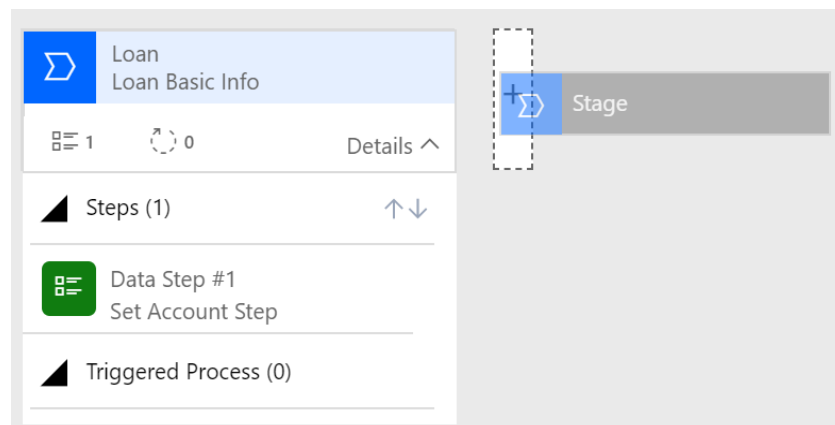 Loan
Loan Basic Info
1
0
Details
Steps (1)
Data Step #1
Set Account Step
Triggered Process (0)
Stage